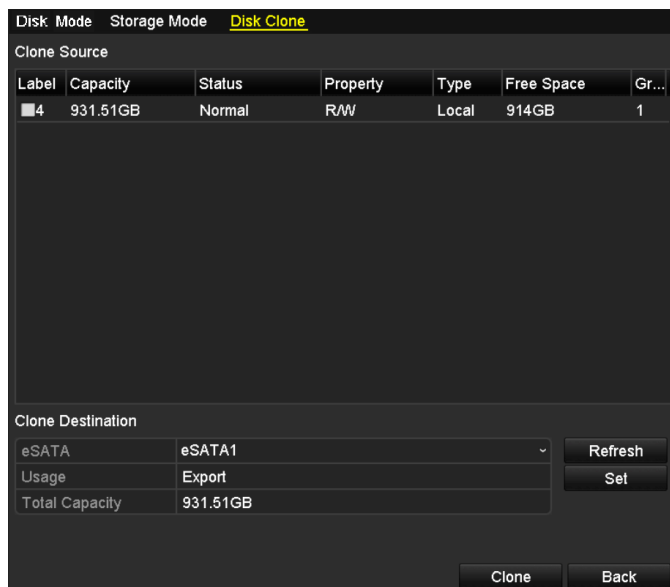 Disk Mode Storage Mode Disk Clone
Clone Source
Label Capacity Status Property Type Free Space Gr...
4 931.51GB Normal R/W Local 914GB 1
Clone Destination
eSATA eSATA1 Refresh
Usage Export Set
Total Capacity 931.51GB
Clone Back